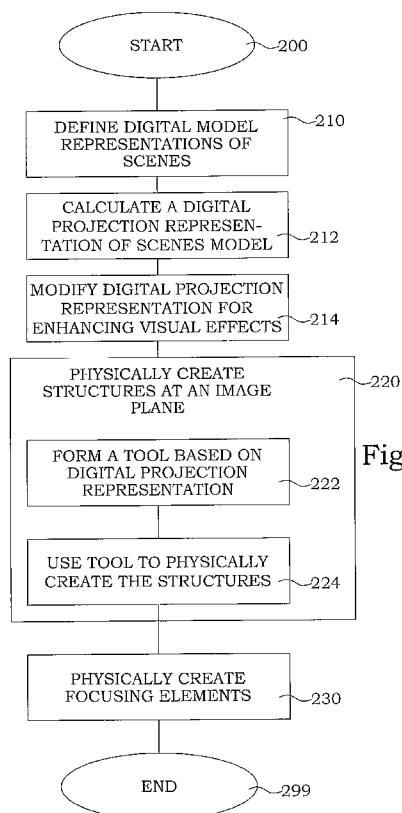 START
200
210
DEFINE DIGITAL MODEL
REPRESENTATIONS OF
SCENES
CALCULATE A DIGITAL
PROJECTION REPRESEN-
TATION OF SCENES MODEL
212
MODIFY DIGITAL PROJECTION
REPRESENTATION FOR
ENHANCING VISUAL EFFECTS
214
PHYSICALLY CREATE
STRUCTURES AT AN IMAGE
PLANE
220
Fig
FORM A TOOL BASED ON
DIGITAL PROJECTION
REPRESENTATION
222
USE TOOL TO PHYSICALLY
CREATE THE STRUCTURES
224
PHYSICALLY CREATE
FOCUSING ELEMENTS
230
END
299